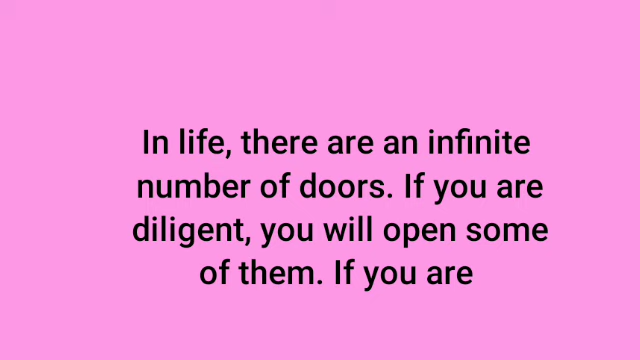 In life, there are an infinite
number of doors. If you are
diligent, you will open some
of them. If you are